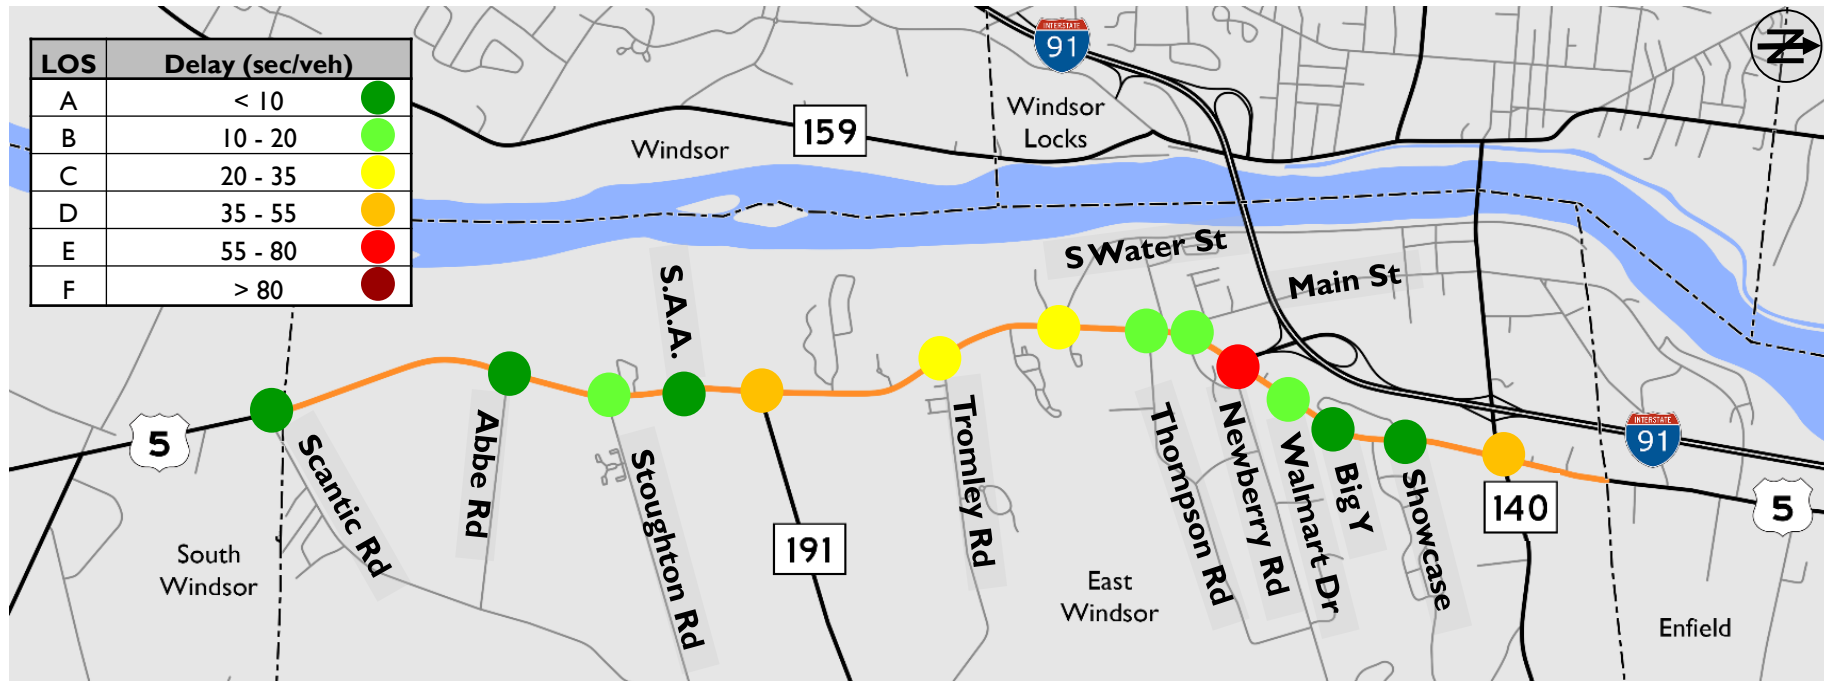 LOS Delay (sec/veh)
A < 10
B 10 - 20
C 20 - 35
D 35 - 55
E 55 - 80
F > 80
INTERSTATE
91
N
Windsor
Locks
159
Windsor
S Water St
Main St
S.A.A.
5
Scantic Rd
Abbe Rd
Stoughton Rd
191
Tromley Rd
Thompson Rd
Newberry Rd
Walmart Dr
Big Y
Showcase
140
INTERSTATE
91
5
South
Windsor
East
Windsor
Enfield